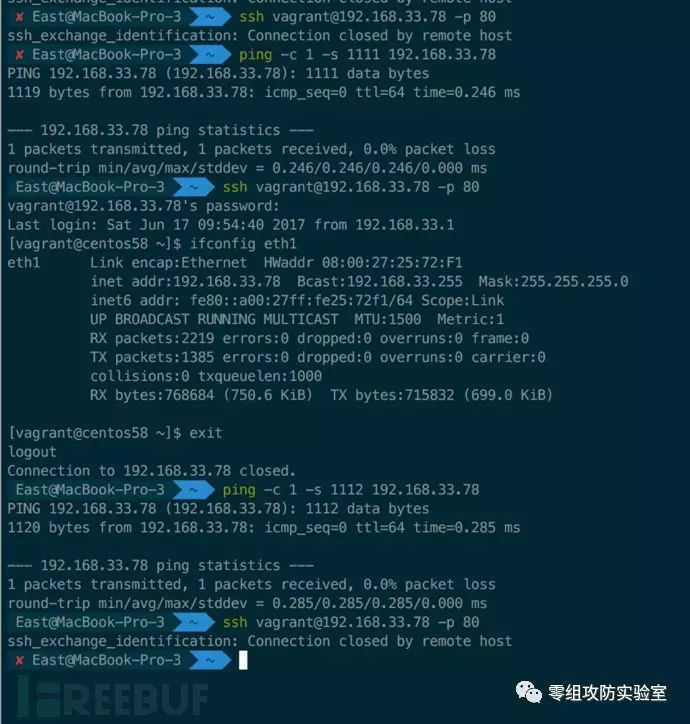 ssh_exchange_identification: Connection closed by remote host
✘ East@MacBook-Pro-3 ~ ssh vagrant@192.168.33.78 -p 80
ssh_exchange_identification: Connection closed by remote host
✘ East@MacBook-Pro-3 ~ ping -c 1 -s 1111 192.168.33.78
PING 192.168.33.78 (192.168.33.78): 1111 data bytes
1119 bytes from 192.168.33.78: icmp_seq=0 ttl=64 time=0.246 ms
--- 192.168.33.78 ping statistics ---
1 packets transmitted, 1 packets received, 0.0% packet loss
round-trip min/avg/max/stddev = 0.246/0.246/0.246/0.000 ms
East@MacBook-Pro-3 ~ ssh vagrant@192.168.33.78 -p 80
vagrant@192.168.33.78's password:
Last login: Sat Jun 17 09:54:40 2017 from 192.168.33.1
[vagrant@centos58 ~]$ ifconfig eth1
eth1 Link encap:Ethernet HWaddr 08:00:27:25:72:F1
inet addr:192.168.33.78 Bcast:192.168.33.255 Mask:255.255.255.0
inet6 addr: fe80::a00:27ff:fe25:72f1/64 Scope:Link
UP BROADCAST RUNNING MULTICAST MTU:1500 Metric:1
RX packets:2219 errors:0 dropped:0 overruns:0 frame:0
TX packets:1385 errors:0 dropped:0 overruns:0 carrier:0
collisions:0 txqueuelen:1000
RX bytes:768684 (750.6 KiB) TX bytes:715832 (699.0 KiB)
[vagrant@centos58 ~]$ exit
logout
Connection to 192.168.33.78 closed.
East@MacBook-Pro-3 ~ ping -c 1 -s 1112 192.168.33.78
PING 192.168.33.78 (192.168.33.78): 1112 data bytes
1120 bytes from 192.168.33.78: icmp_seq=0 ttl=64 time=0.285 ms
--- 192.168.33.78 ping statistics ---
1 packets transmitted, 1 packets received, 0.0% packet loss
round-trip min/avg/max/stddev = 0.285/0.285/0.285/0.000 ms
East@MacBook-Pro-3 ~ ssh vagrant@192.168.33.78 -p 80
ssh_exchange_identification: Connection closed by remote host
✘ East@MacBook-Pro-3 ~
FREEBUF
零组攻防实验室